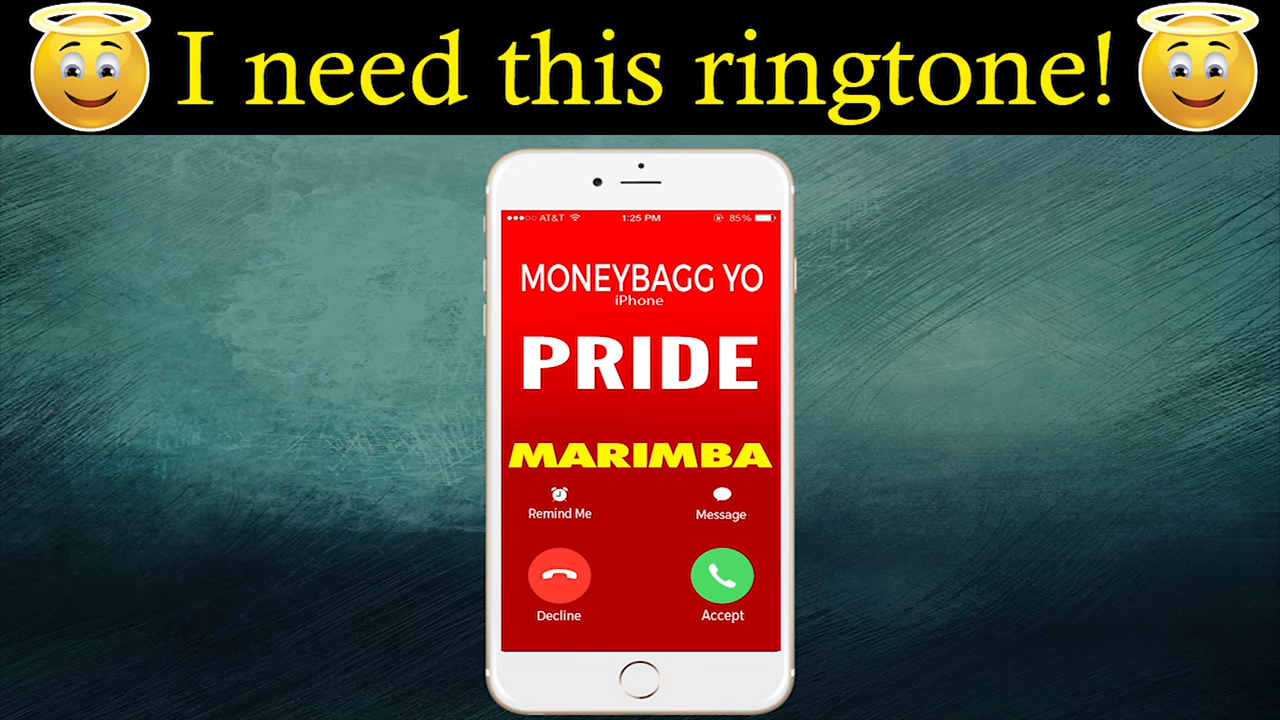 I need this ringtone!
AT&T 1:25 PM 85%
MONEYBAGG YO
iPhone
PRIDE
MARIMBA
Remind Me Message
Decline Accept